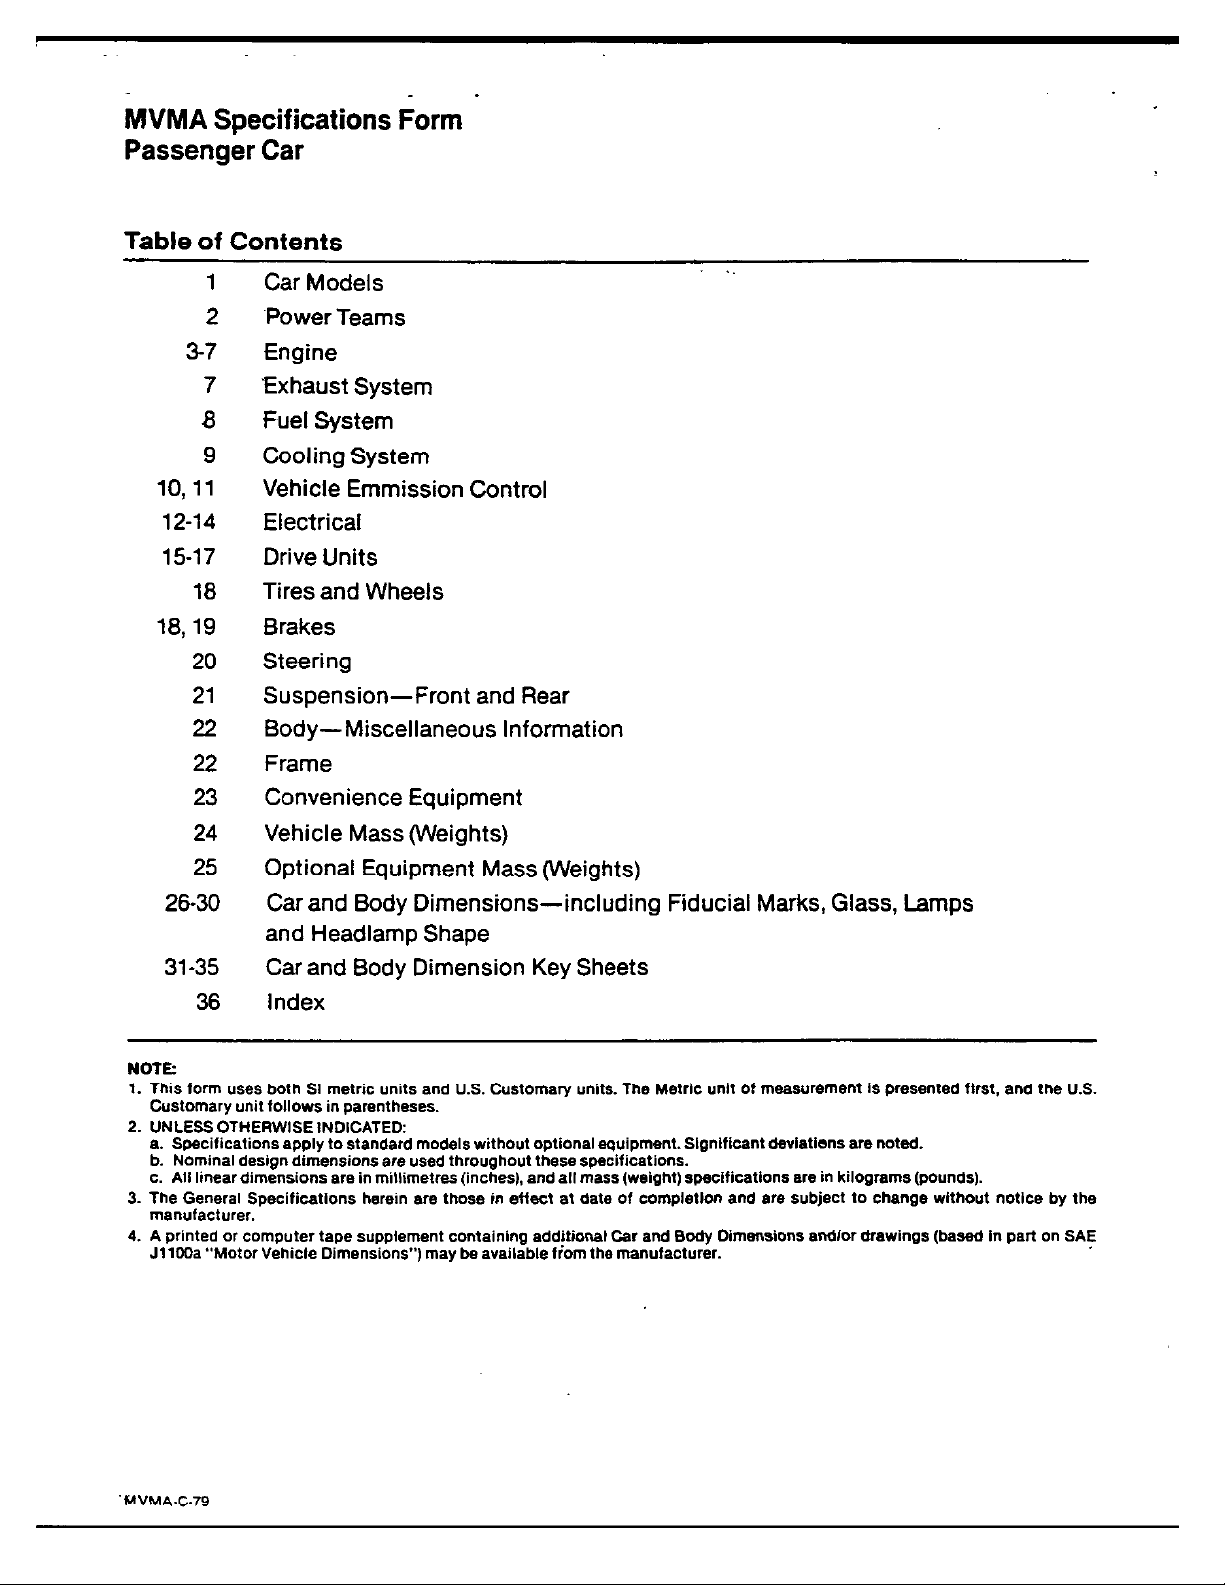 MVMA Specifications Form
Passenger Car
Table of Contents
1 Car Models
2 Power Teams
3-7 Engine
7 Exhaust System
8 Fuel System
9 Cooling System
10, 11 Vehicle Emmission Control
12-14 Electrical
15-17 Drive Units
18 Tires and Wheels
18, 19 Brakes
20 Steering
21 Suspension—Front and Rear
22 Body—Miscellaneous Information
22 Frame
23 Convenience Equipment
24 Vehicle Mass (Weights)
25 Optional Equipment Mass (Weights)
26-30 Car and Body Dimensions—including Fiducial Marks, Glass, Lamps
and Headlamp Shape
31-35 Car and Body Dimension Key Sheets
36 Index
NOTE:
1. This form uses both SI metric units and U.S. Customary units. The Metric unit of measurement is presented first, and the U.S.
Customary unit follows in parentheses.
2. UNLESS OTHERWISE INDICATED:
a. Specifications apply to standard models without optional equipment. Significant deviations are noted.
b. Nominal design dimensions are used throughout these specifications.
c. All linear dimensions are in millimetres (inches), and all mass (weight) specifications are in kilograms (pounds).
3. The General Specifications herein are those in effect at date of completion and are subject to change without notice by the
manufacturer.
4. A printed or computer tape supplement containing additional Car and Body Dimensions and/or drawings (based in part on SAE
J1100a "Motor Vehicle Dimensions") may be available from the manufacturer.
MVMA-C-79